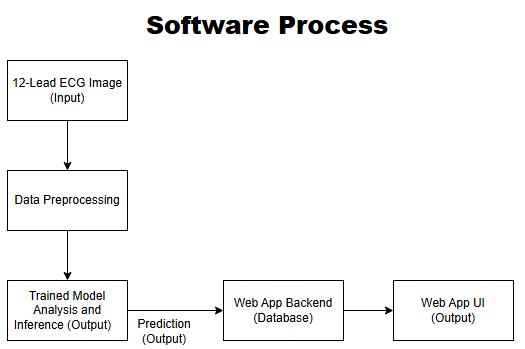 Software Process
12-Lead ECG Image
(Input)
Data Preprocessing
Trained Model
Analysis and
Inference (Output)
Prediction
(Output)
Web App Backend
(Database)
Web App UI
(Output)